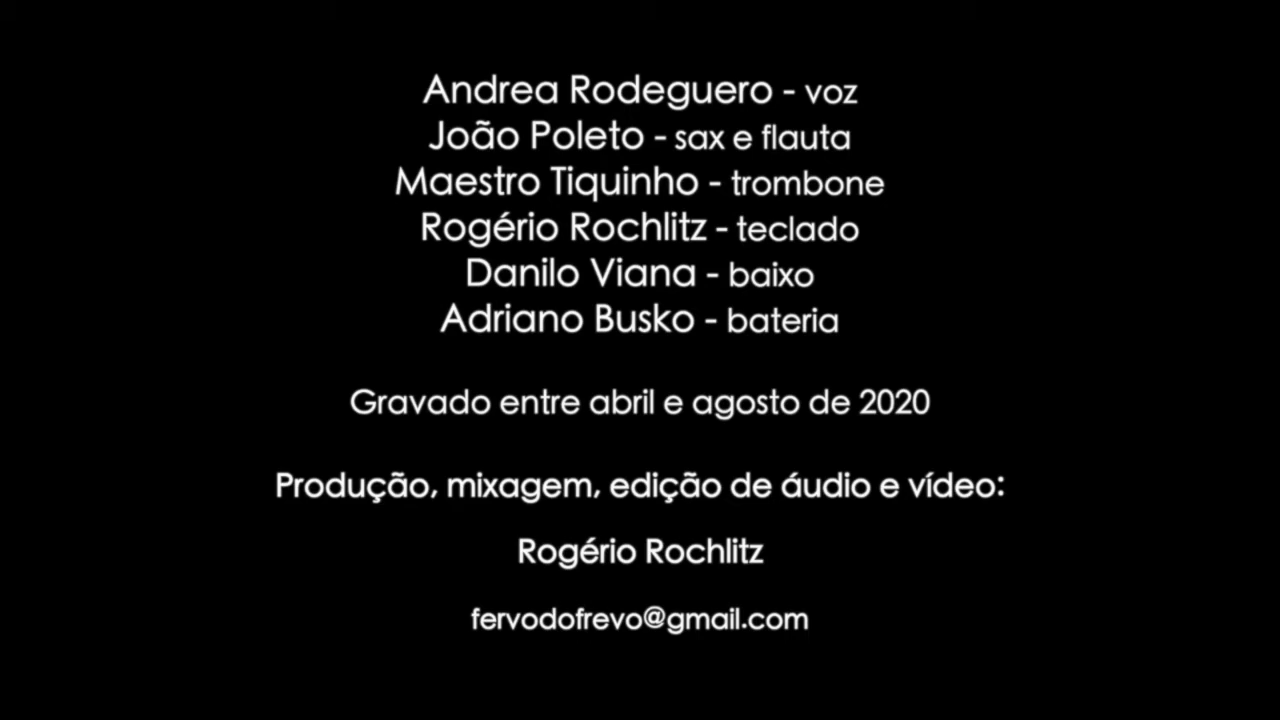 Andrea Rodeguero - voz
João Poleto - sax e flauta
Maestro Tiquinho - trombone
Rogério Rochlitz - teclado
Danilo Viana - baixo
Adriano Busko - bateria
Gravado entre abril e agosto de 2020
Produção, mixagem, edição de áudio e vídeo:
Rogério Rochlitz
fervodofrevo@gmail.com